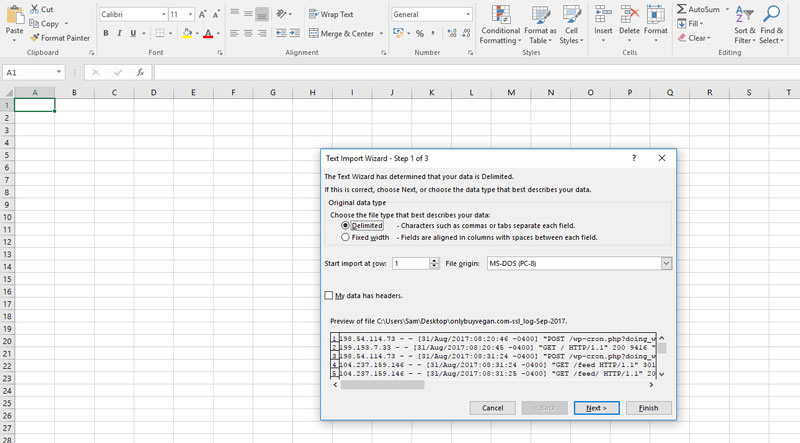 Cut
Copy
Format Painter
Paste
Clipboard
Calibri
11
A A
B I U
A
Font
Wrap Text
Merge & Center
Alignment
General
$ % ,
Number
Conditional Formatting
Format as Table
Cell Styles
Styles
Insert
Delete
Format
Cells
AutoSum
Fill
Clear
Sort & Filter
Find & Select
Editing
A1
fx
A B C D E F G H I J K L M N O P Q R S T
1
2
3
4
5
6
7
8
9
10
11
12
13
14
15
16
17
18
19
20
21
22
23
24
25
26
27
28
Text Import Wizard - Step 1 of 3
? ×
The Text Wizard has determined that your data is Delimited.
If this is correct, choose Next, or choose the data type that best describes your data.
Original data type
Choose the file type that best describes your data:
Delimited - Characters such as commas or tabs separate each field.
Fixed width - Fields are aligned in columns with spaces between each field.
Start import at row: 1 File origin: MS-DOS (PC-8)
My data has headers.
Preview of file C:\Users\Sam\Desktop\onlybuyvegan.com-ssl_log-Sep-2017.
1 198.54.114.73 - - [31/Aug/2017:08:20:46 -0400] "POST /wp-cron.php?doing_w
2 199.193.7.33 - - [31/Aug/2017:08:20:45 -0400] "GET / HTTP/1.1" 200 9416 "
3 198.54.114.73 - - [31/Aug/2017:08:31:24 -0400] "POST /wp-cron.php?doing_w
4 104.237.159.146 - - [31/Aug/2017:08:31:24 -0400] "GET /feed HTTP/1.1" 301
5 104.237.159.146 - - [31/Aug/2017:08:31:25 -0400] "GET /feed/ HTTP/1.1" 20
Cancel < Back Next > Finish